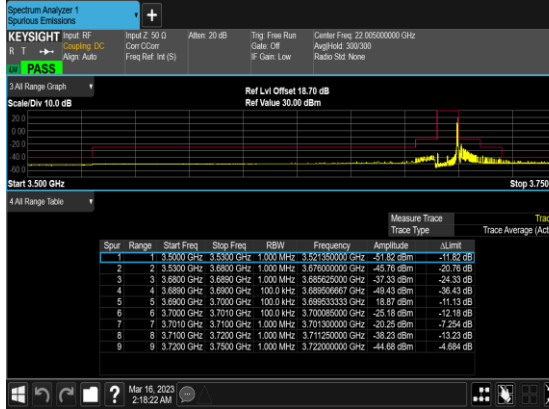 Spectrum Analyzer 1
Spurious Emissions
+
KEYSIGHT Input: RF Input Z: 50 Ω Atten: 20 dB Trig: Free Run Center Freq: 22.005000000 GHz
R T Coupling: DC Corr CCorr Gate: Off Avg|Hold: 300/300
Align: Auto Freq Ref: Int (S) IF Gain: Low Radio Std: None
PASS
3 All Range Graph
Ref Lvl Offset 18.70 dB
Scale/Div 10.0 dB Ref Value 30.00 dBm
20.0
0.00
-20.0
-40.0
-60.0
Start 3.500 GHz Stop 3.750
4 All Range Table
Measure Trace Trac
Trace Type Trace Average (Act
Spur Range Start Freq Stop Freq RBW Frequency Amplitude ΔLimit
1 1 3.5000 GHz 3.5300 GHz 1.000 MHz 3.521350000 GHz -51.82 dBm -11.82 dB
2 2 3.5300 GHz 3.6800 GHz 1.000 MHz 3.676000000 GHz -45.76 dBm -20.76 dB
3 3 3.6800 GHz 3.6890 GHz 1.000 MHz 3.685625000 GHz -37.33 dBm -24.33 dB
4 4 3.6890 GHz 3.6900 GHz 100.0 kHz 3.689506667 GHz -49.43 dBm -36.43 dB
5 5 3.6900 GHz 3.7000 GHz 100.0 kHz 3.699533333 GHz 18.87 dBm -11.13 dB
6 6 3.7000 GHz 3.7010 GHz 100.0 kHz 3.700085000 GHz -25.18 dBm -12.18 dB
7 7 3.7010 GHz 3.7100 GHz 1.000 MHz 3.701300000 GHz -20.25 dBm -7.254 dB
8 8 3.7100 GHz 3.7200 GHz 1.000 MHz 3.711250000 GHz -38.23 dBm -13.23 dB
9 9 3.7200 GHz 3.7500 GHz 1.000 MHz 3.722000000 GHz -44.68 dBm -4.684 dB
? Mar 16, 2023
2:18:22 AM